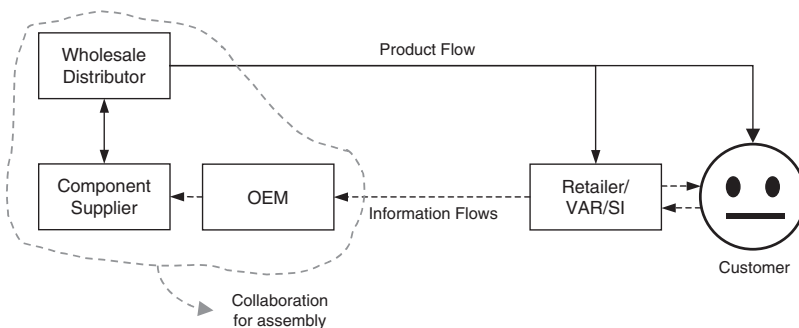 Wholesale
Distributor
Product Flow
Component
Supplier
OEM
Information Flows
Retailer/
VAR/SI
Customer
Collaboration
for assembly